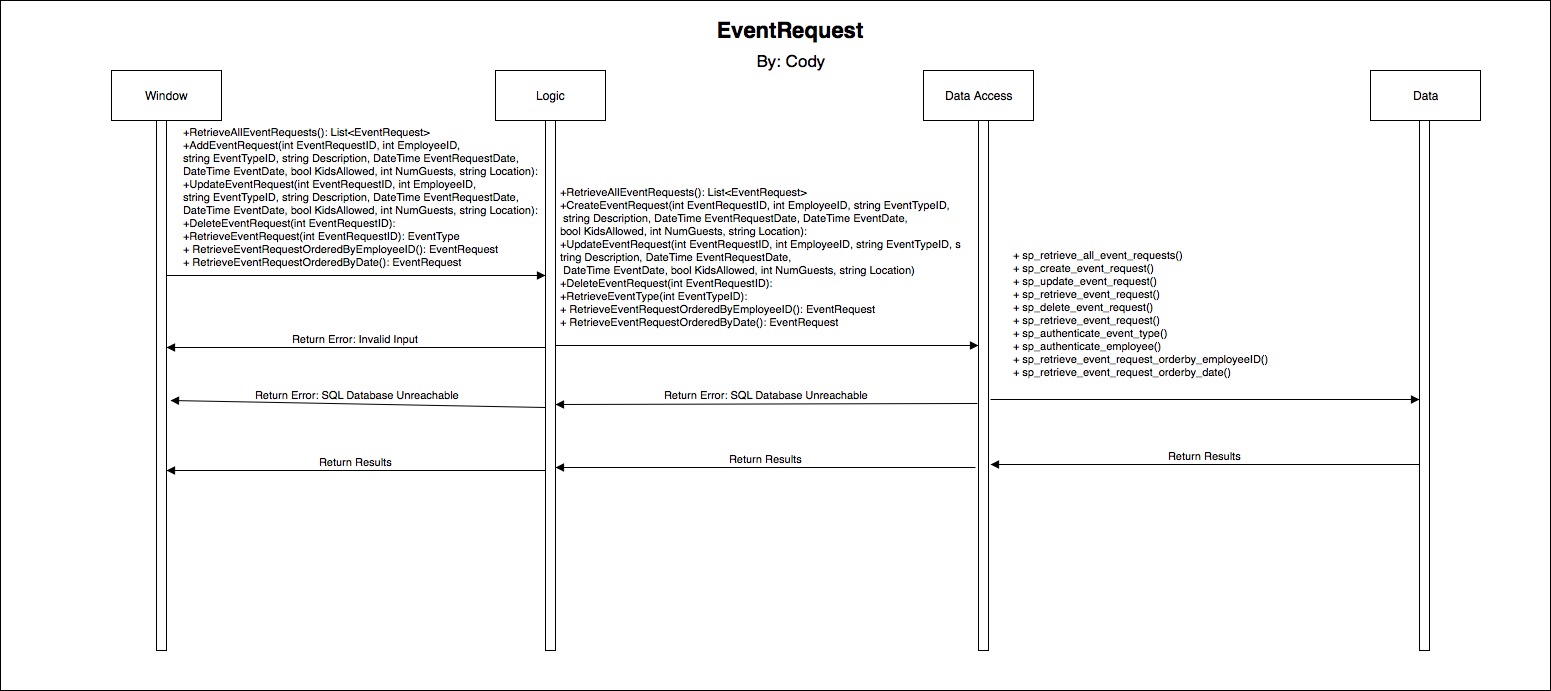 EventRequest
By: Cody
Window
Logic
Data Access
Data
+RetrieveAllEventRequests(): List<EventRequest>
+AddEventRequest(int EventRequestID, int EmployeeID,
string EventTypeID, string Description, DateTime EventRequestDate,
DateTime EventDate, bool KidsAllowed, int NumGuests, string Location):
+UpdateEventRequest(int EventRequestID, int EmployeeID,
string EventTypeID, string Description, DateTime EventRequestDate,
DateTime EventDate, bool KidsAllowed, int NumGuests, string Location):
+DeleteEventRequest(int EventRequestID):
+RetrieveEventRequest(int EventRequestID): EventType
+ RetrieveEventRequestOrderedByEmployeeID(): EventRequest
+ RetrieveEventRequestOrderedByDate(): EventRequest
+RetrieveAllEventRequests(): List<EventRequest>
+CreateEventRequest(int EventRequestID, int EmployeeID, string EventTypeID,
string Description, DateTime EventRequestDate, DateTime EventDate,
bool KidsAllowed, int NumGuests, string Location):
+UpdateEventRequest(int EventRequestID, int EmployeeID, string EventTypeID, s
tring Description, DateTime EventRequestDate,
DateTime EventDate, bool KidsAllowed, int NumGuests, string Location)
+DeleteEventRequest(int EventRequestID):
+RetrieveEventType(int EventTypeID):
+ RetrieveEventRequestOrderedByEmployeeID(): EventRequest
+ RetrieveEventRequestOrderedByDate(): EventRequest
+ sp_retrieve_all_event_requests()
+ sp_create_event_request()
+ sp_update_event_request()
+ sp_retrieve_event_request()
+ sp_delete_event_request()
+ sp_retrieve_event_request()
+ sp_authenticate_event_type()
+ sp_authenticate_employee()
+ sp_retrieve_event_request_orderby_employeeID()
+ sp_retrieve_event_request_orderby_date()
Return Error: Invalid Input
Return Error: SQL Database Unreachable
Return Error: SQL Database Unreachable
Return Results
Return Results
Return Results